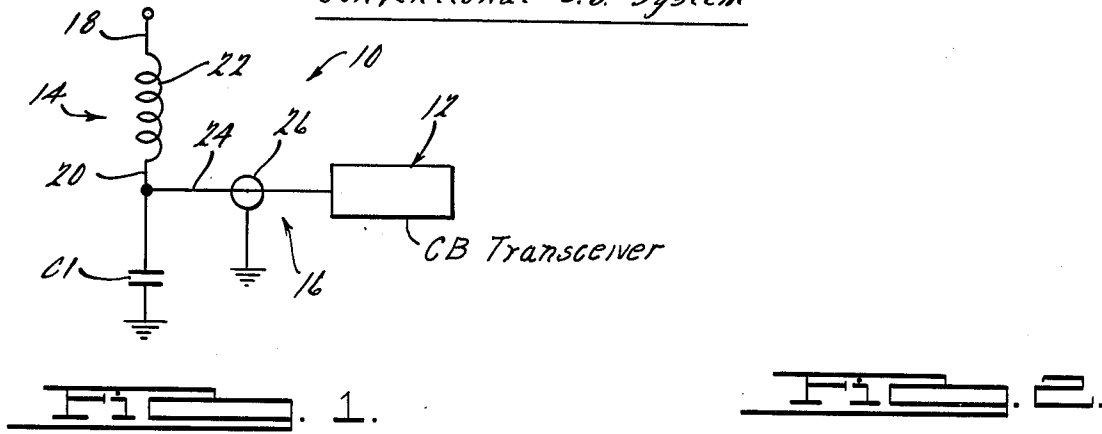 Conventional C.B. System
18
22
10
14
24
26
12
20
CB Transceiver
C1
16
Fig. 1.
Fig. 2.